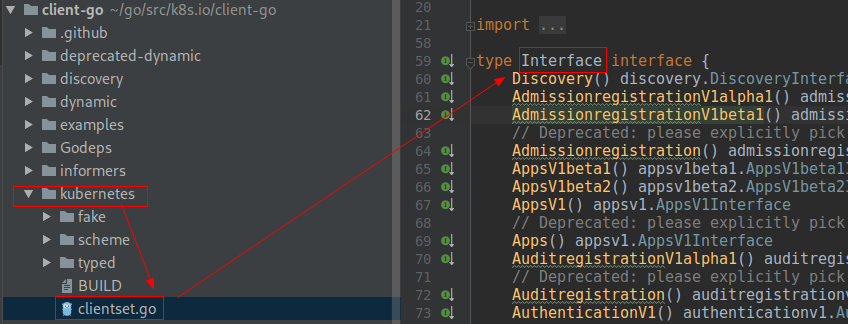 client-go ~/go/src/k8s.io/client-go
.github
deprecated-dynamic
discovery
dynamic
examples
Godeps
informers
kubernetes
fake
scheme
typed
BUILD
clientset.go
20
21 import ...
58
59 type Interface interface {
60 Discovery() discovery.DiscoveryInterfa
61 AdmissionregistrationV1alpha1() admiss
62 AdmissionregistrationV1beta1() admissi
63 // Deprecated: please explicitly pick
64 Admissionregistration() admissionregis
65 AppsV1beta1() appsv1beta1.AppsV1beta1I
66 AppsV1beta2() appsv1beta2.AppsV1beta2I
67 AppsV1() appsv1.AppsV1Interface
68 // Deprecated: please explicitly pick
69 Apps() appsv1.AppsV1Interface
70 AuditregistrationV1alpha1() auditregis
71 // Deprecated: please explicitly pick
72 Auditregistration() auditregistrationv
73 AuthenticationV1() authenticationv1.Au